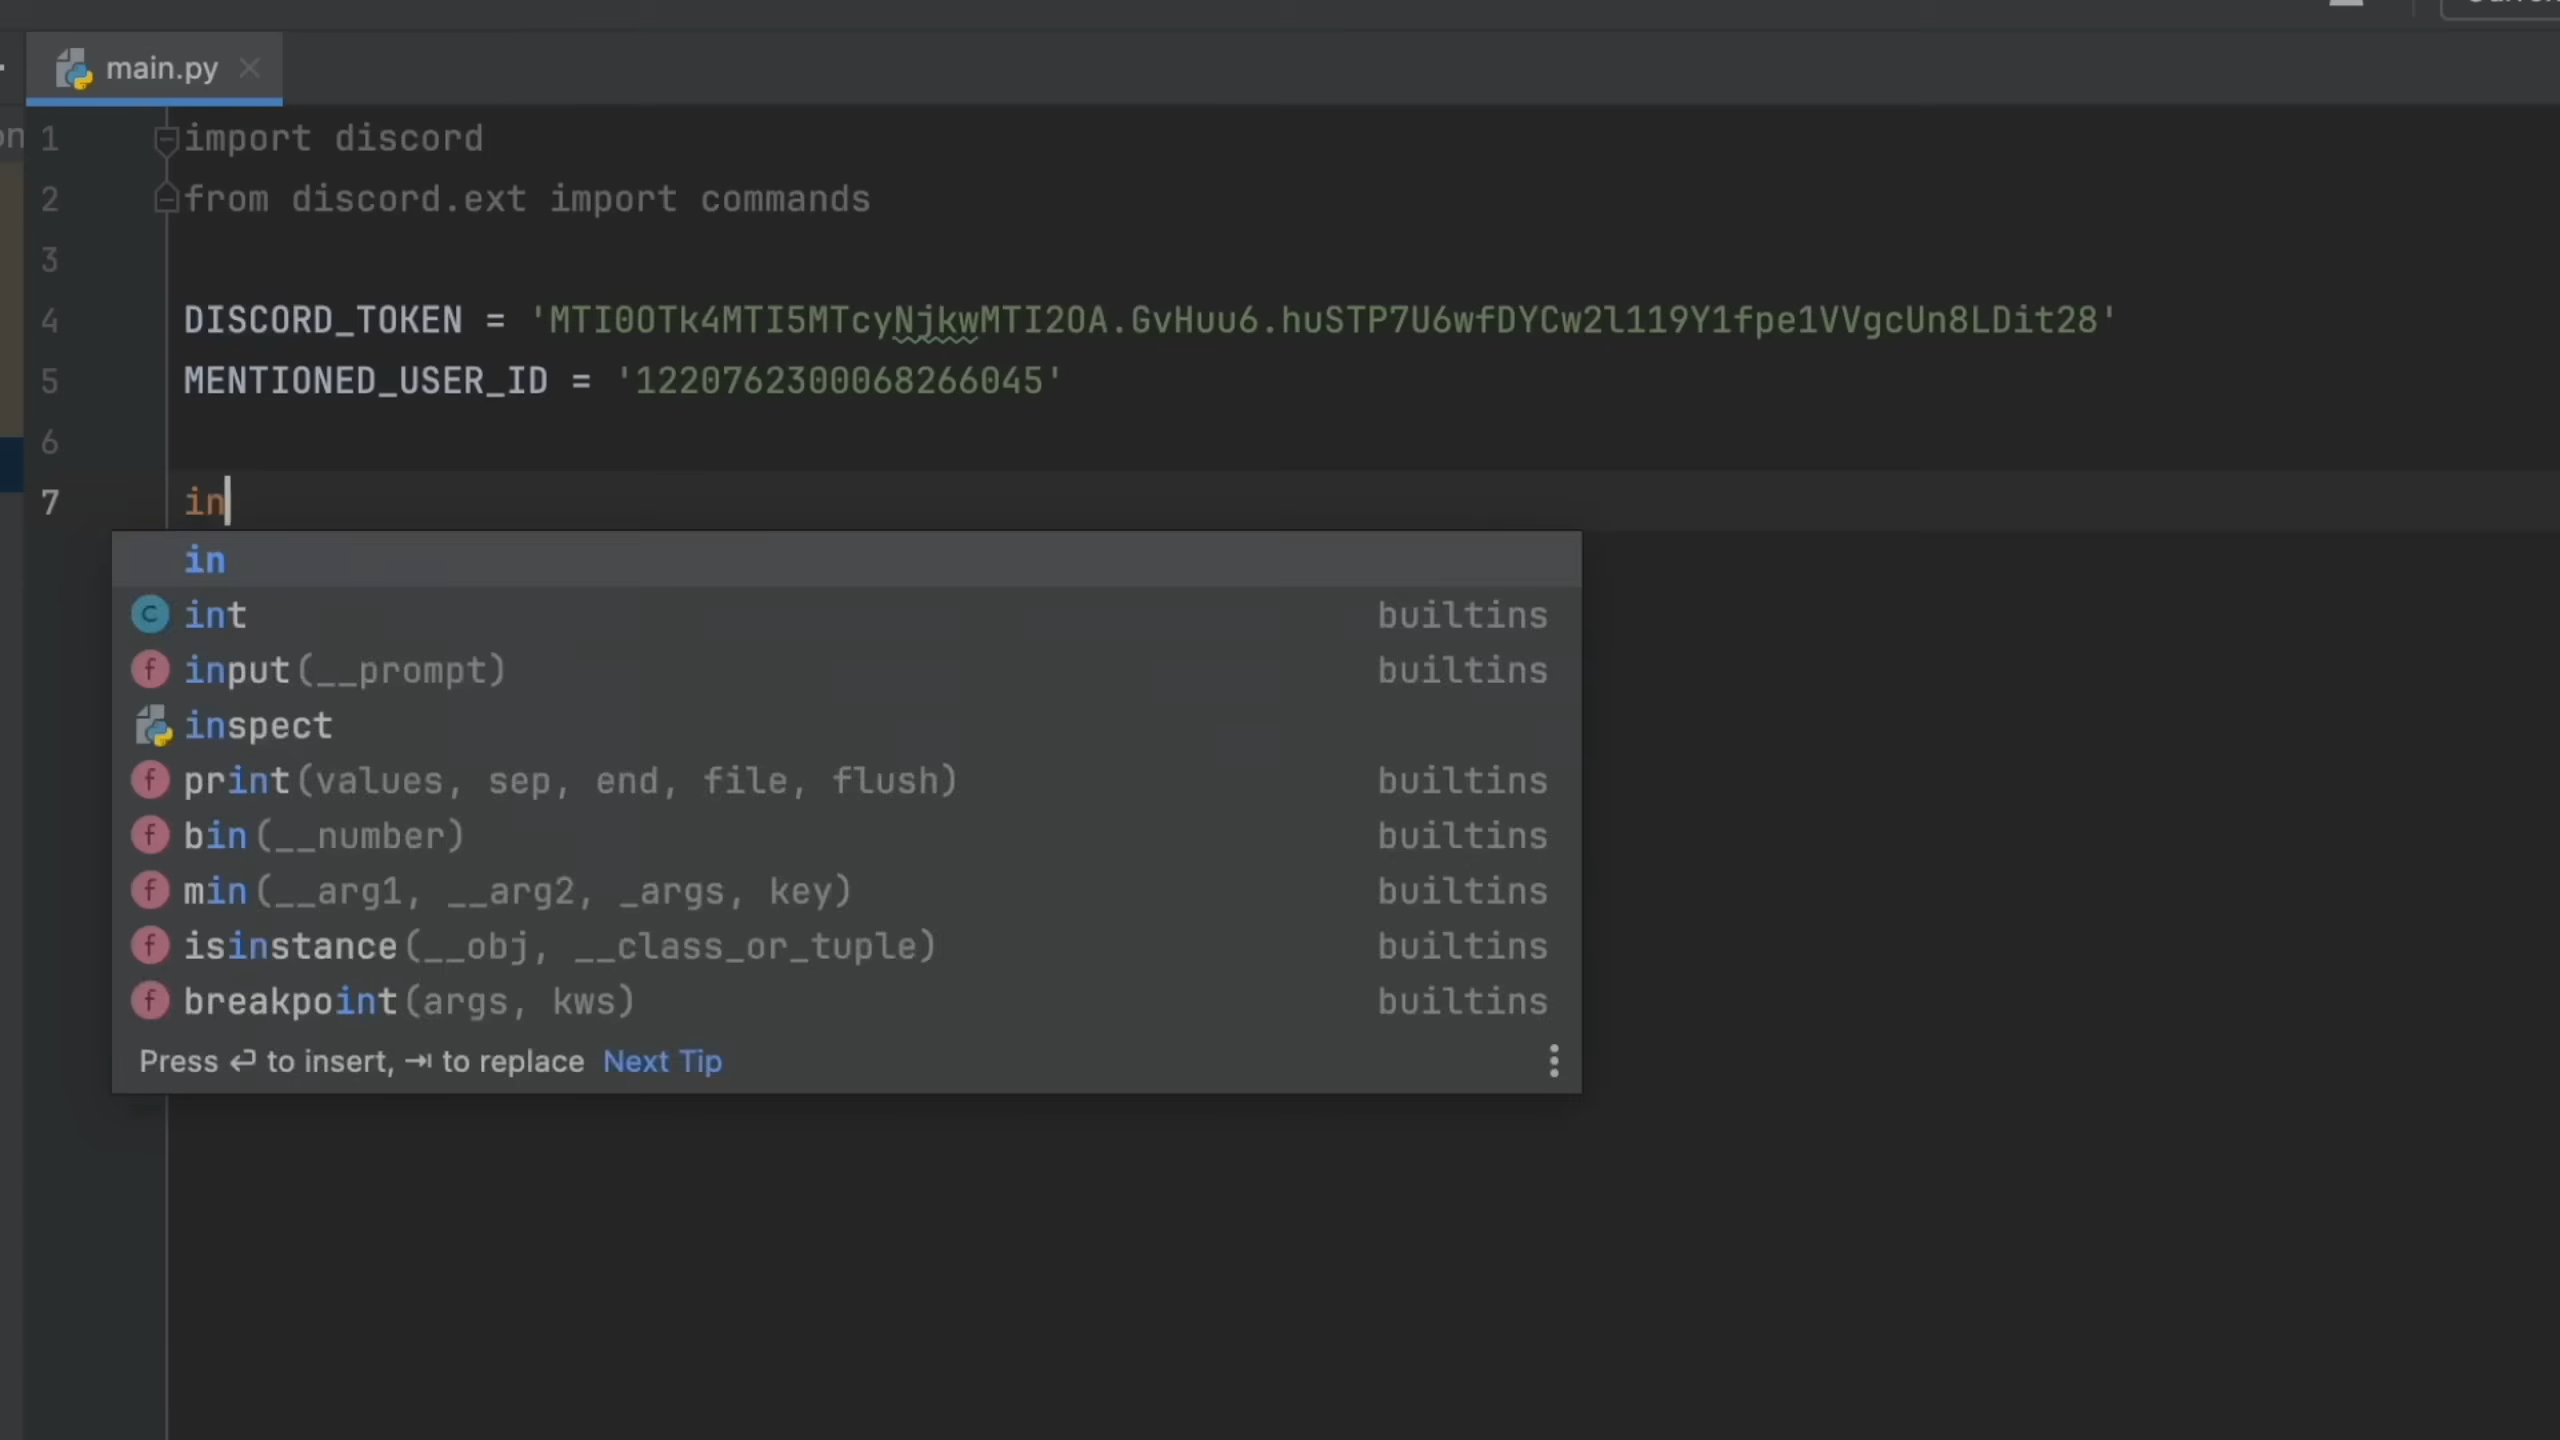 main.py
1 import discord
2 from discord.ext import commands
3
4 DISCORD_TOKEN = 'MTI0OTk4MTI5MTcyNjkwMTI2OA.GvHuu6.huSTP7U6wfDYCw2l119Y1fpe1VVgcUn8LDit28'
5 MENTIONED_USER_ID = '1220762300068266045'
6
7 in
in
int builtins
input(__prompt) builtins
inspect
print(values, sep, end, file, flush) builtins
bin(__number) builtins
min(__arg1, __arg2, _args, key) builtins
isinstance(__obj, __class_or_tuple) builtins
breakpoint(args, kws) builtins
Press ↵ to insert, ⇥ to replace Next Tip